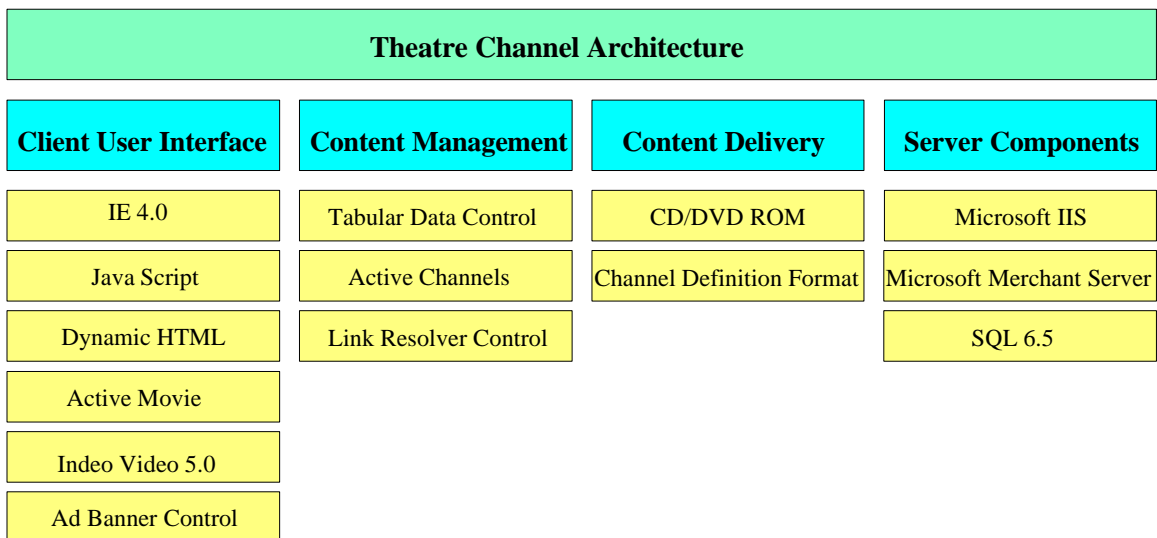 Theatre Channel Architecture
Client User Interface
Content Management
Content Delivery
Server Components
IE 4.0
Tabular Data Control
CD/DVD ROM
Microsoft IIS
Java Script
Active Channels
Channel Definition Format
Microsoft Merchant Server
Dynamic HTML
Link Resolver Control
SQL 6.5
Active Movie
Indeo Video 5.0
Ad Banner Control